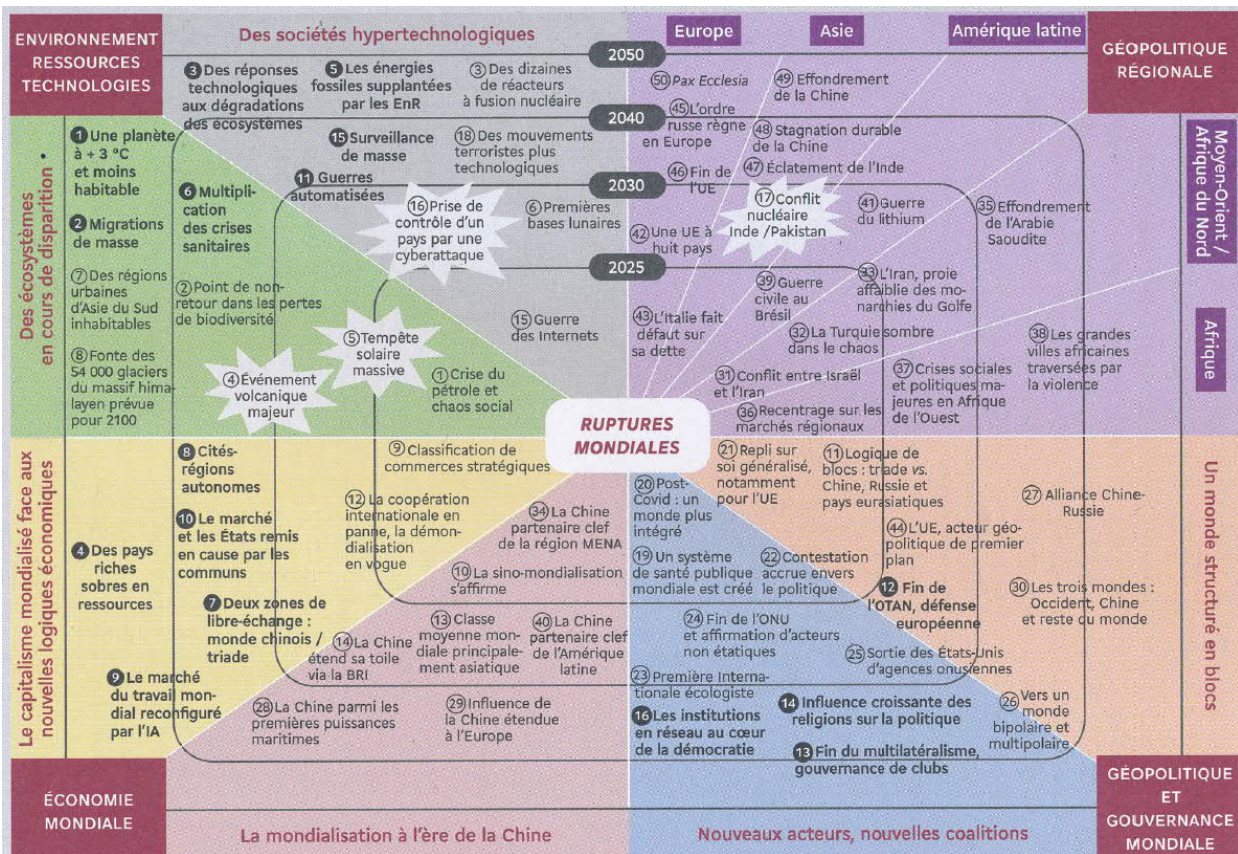 ENVIRONNEMENT
RESSOURCES
TECHNOLOGIES
Des sociétés hypertechnologiques
Europe
Asie
Amérique latine
GÉOPOLITIQUE
RÉGIONALE
2050
2040
2030
2025
❸ Des réponses
technologiques
aux dégradations
des écosystèmes
❺ Les énergies
fossiles supplantées
par les EnR
③ Des dizaines
de réacteurs
à fusion nucléaire
⓯ Surveillance
de masse
⑱ Des mouvements
terroristes plus
technologiques
⓫ Guerres
automatisées
⑯ Prise de
contrôle d'un
pays par une
cyberattaque
⑥ Premières
bases lunaires
⑮ Guerre
des Internets
Des écosystèmes
en cours de disparition •
❶ Une planète
à + 3 °C
et moins
habitable
❷ Migrations
de masse
⑦ Des régions
urbaines
d'Asie du Sud
inhabitables
⑧ Fonte des
54 000 glaciers
du massif hima-
layen prévue
pour 2100
❻ Multipli-
cation
des crises
sanitaires
② Point de non-
retour dans les pertes
de biodiversité
④ Événement
volcanique
majeur
⑤ Tempête
solaire
massive
① Crise du
pétrole et
chaos social
㊿ Pax Ecclesia
㊾ Effondrement
de la Chine
㊺ L'ordre
russe règne
en Europe
㊽ Stagnation durable
de la Chine
㊼ Éclatement de l'Inde
㊻ Fin de
l'UE
⑰ Conflit
nucléaire
Inde /Pakistan
㊶ Guerre
du lithium
㉟ Effondrement
de l'Arabie
Saoudite
㊷ Une UE à
huit pays
㊴ Guerre
civile au
Brésil
㉝ L'Iran, proie
affaiblie des mo-
narchies du Golfe
㊸ L'Italie fait
défaut sur
sa dette
㉜ La Turquie sombre
dans le chaos
㊳ Les grandes
villes africaines
traversées par
la violence
㉛ Conflit entre Israël
et l'Iran
㊲ Crises sociales
et politiques ma-
jeures en Afrique
de l'Ouest
㊱ Recentrage sur les
marchés régionaux
Moyen-Orient /
Afrique du Nord
Afrique
RUPTURES
MONDIALES
Le capitalisme mondialisé face aux
nouvelles logiques économiques
❽ Cités-
régions
autonomes
❿ Le marché
et les États remis
en cause par les
communs
❹ Des pays
riches
sobres en
ressources
❼ Deux zones de
libre-échange :
monde chinois /
triade
❾ Le marché
du travail mon-
dial reconfiguré
par l'IA
⑨ Classification de
commerces stratégiques
⑫ La coopération
internationale en
panne, la démon-
dialisation
en vogue
㉞ La Chine
partenaire clef
de la région MENA
⑩ La sino-mondialisation
s'affirme
⑭ La Chine
étend sa toile
via la BRI
⑬ Classe
moyenne mon-
diale principale-
ment asiatique
㊵ La Chine
partenaire clef
de l'Amérique
latine
㉘ La Chine parmi les
premières puissances
maritimes
㉙ Influence de
la Chine étendue
à l'Europe
⑳ Post-
Covid : un
monde plus
intégré
㉑ Repli sur
soi généralisé,
notamment
pour l'UE
⑪ Logique de
blocs : triade vs.
Chine, Russie et
pays eurasiatiques
㉗ Alliance Chine-
Russie
㊹ L'UE, acteur géo-
politique de premier
plan
⑲ Un système
de santé publique
mondiale est créé
㉒ Contestation
accrue envers
le politique
⓬ Fin de
l'OTAN, défense
européenne
㉚ Les trois mondes :
Occident, Chine
et reste du monde
㉔ Fin de l'ONU
et affirmation d'acteurs
non étatiques
㉕ Sortie des États-Unis
d'agences onusiennes
㉓ Première Interna-
tionale écologiste
⓰ Les institutions
en réseau au cœur
de la démocratie
⓮ Influence croissante des
religions sur la politique
⓭ Fin du multilatéralisme,
gouvernance de clubs
㉖ Vers un
monde
bipolaire et
multipolaire
Un monde structuré en blocs
ÉCONOMIE
MONDIALE
La mondialisation à l'ère de la Chine
Nouveaux acteurs, nouvelles coalitions
GÉOPOLITIQUE
ET
GOUVERNANCE
MONDIALE